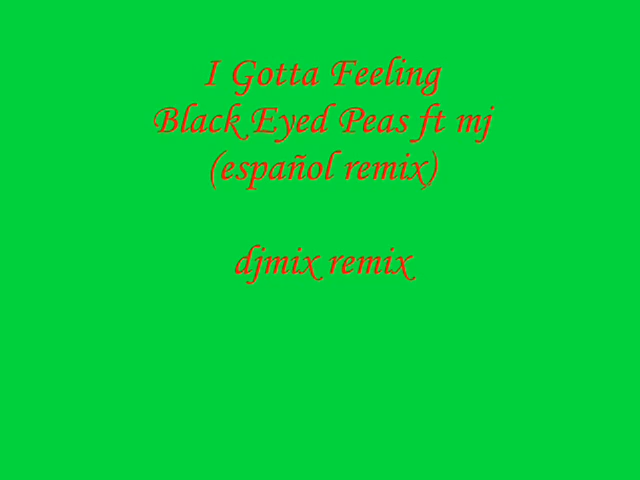 I Gotta Feeling
Black Eyed Peas ft mj
(español remix)
djmix remix